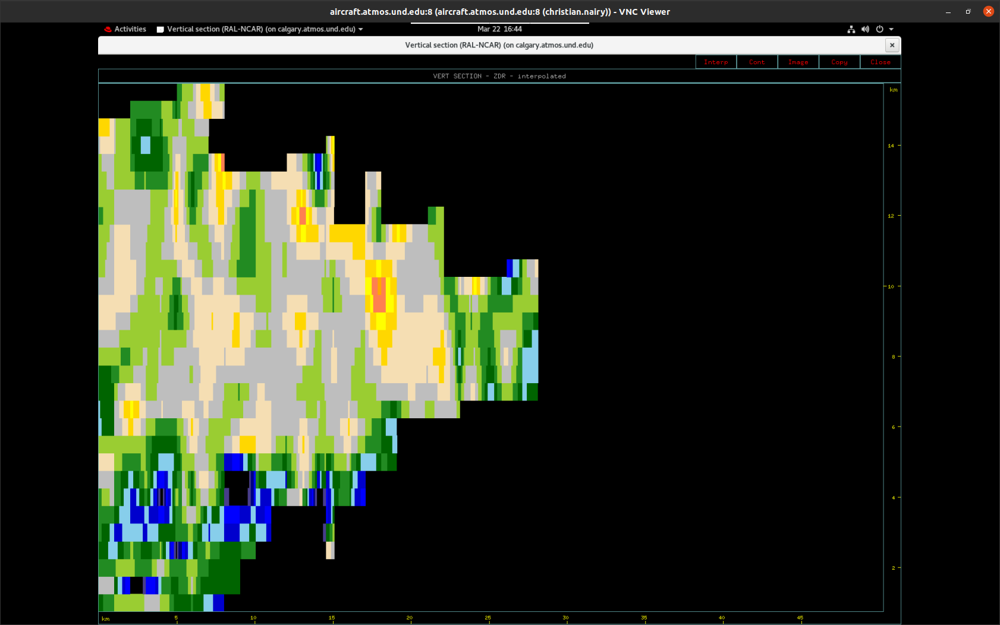 aircraft.atmos.und.edu:8 (aircraft.atmos.und.edu:8 (christian.nairy)) - VNC Viewer
Activities Vertical section (RAL-NCAR) (on calgary.atmos.und.edu) Mar 22 16:44
Vertical section (RAL-NCAR) (on calgary.atmos.und.edu)
Interp Cont Image Copy Close
VERT SECTION - ZDR - interpolated
km
14
12
10
8
6
4
2
km 5 10 15 20 25 30 35 40 45